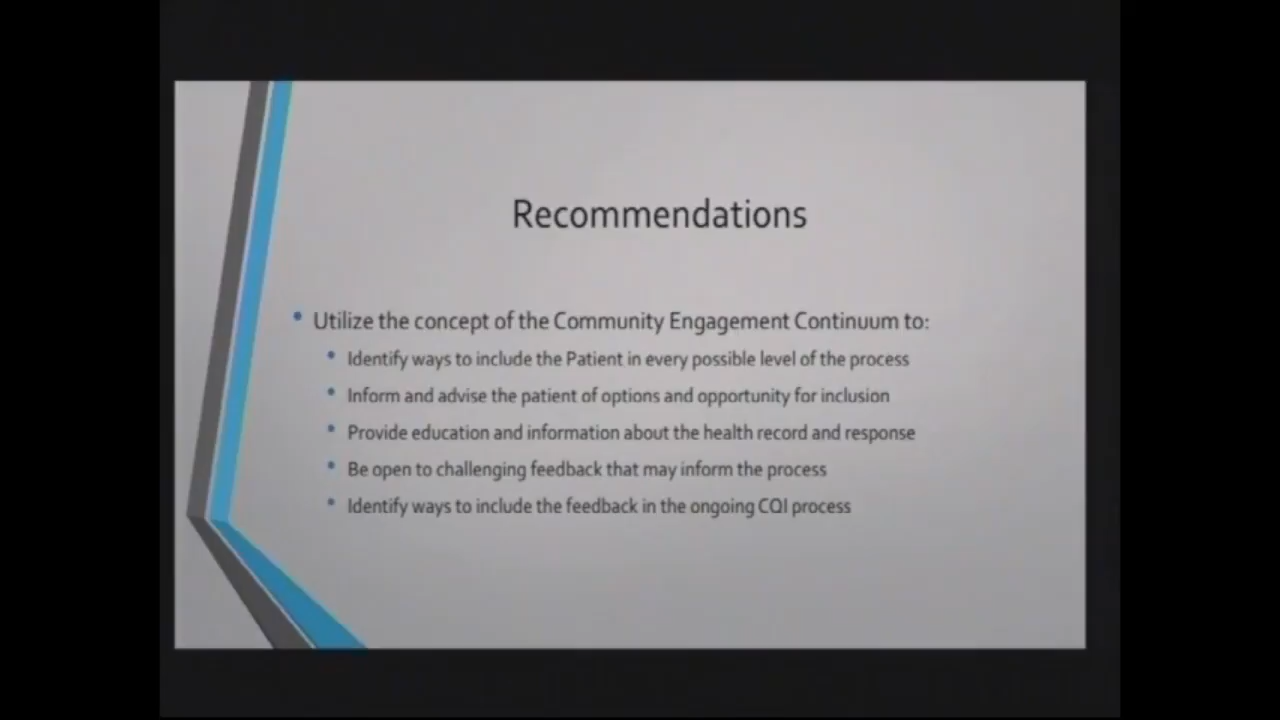 Recommendations
Utilize the concept of the Community Engagement Continuum to:
Identify ways to include the Patient in every possible level of the process
Inform and advise the patient of options and opportunity for inclusion
Provide education and information about the health record and response
Be open to challenging feedback that may inform the process
Identify ways to include the feedback in the ongoing CQI process